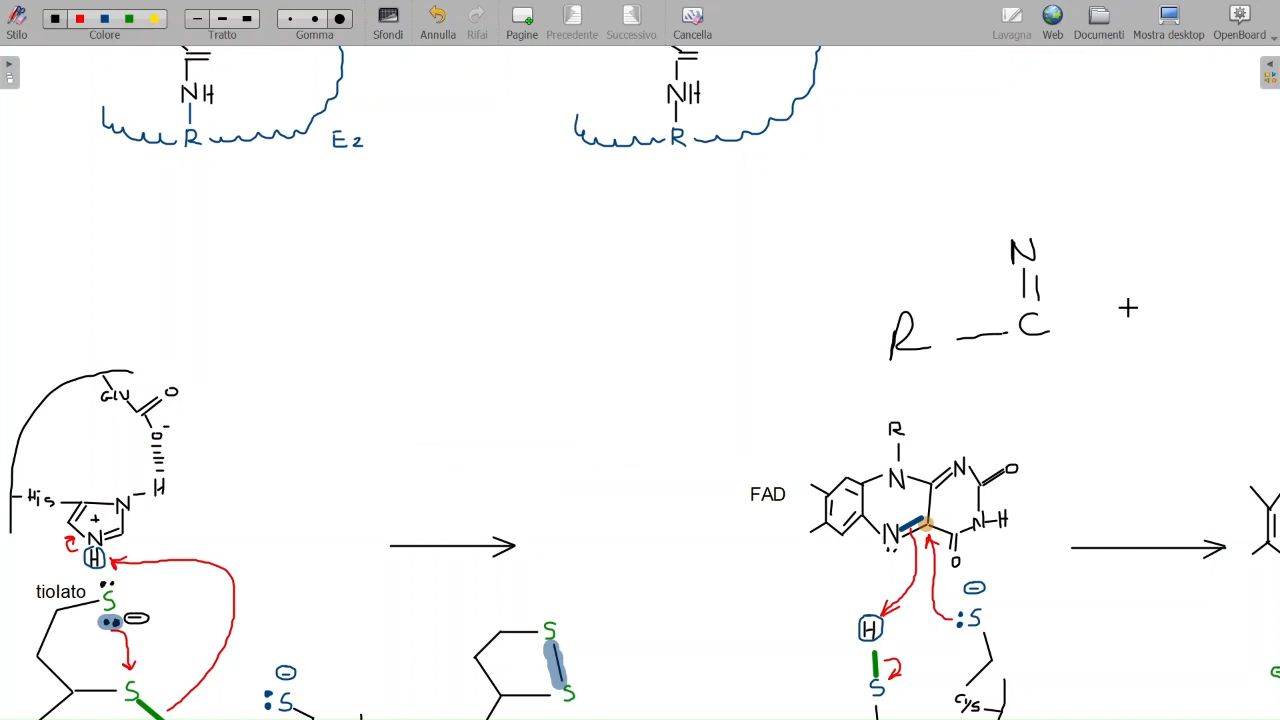 Stilo Colore Tratto Gomma Sfondi Annulla Rifai Pagine Precedente Successivo Cancella Lavagna Web Documenti Mostra desktop OpenBoard
NH NH
R E2 R
N
R — C +
Glu O
O-
R
FAD N N O
His N H
+
N N N H
H O
tiolato
S −
H :S −
S
S S
:S − S
S Cys